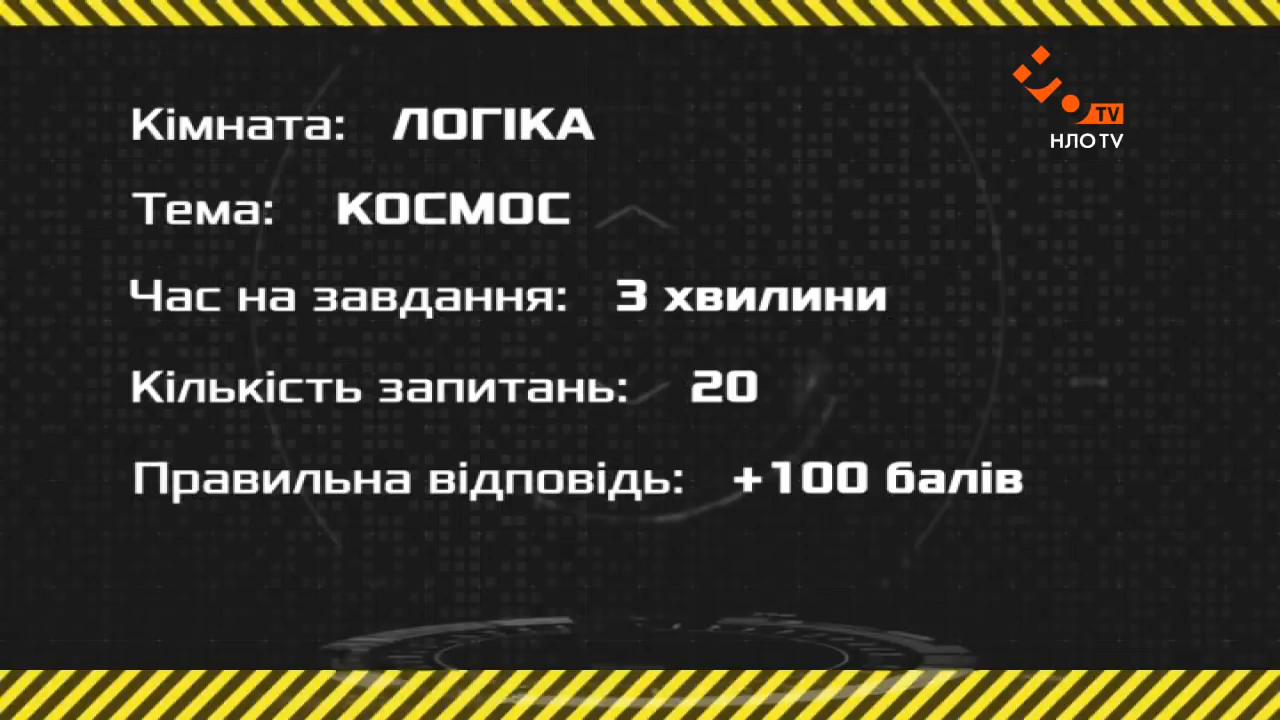 Кімната: ЛОГІКА
Тема: КОСМОС
Час на завдання: 3 хвилини
Кількість запитань: 20
Правильна відповідь: +100 балів
TV
НЛО TV